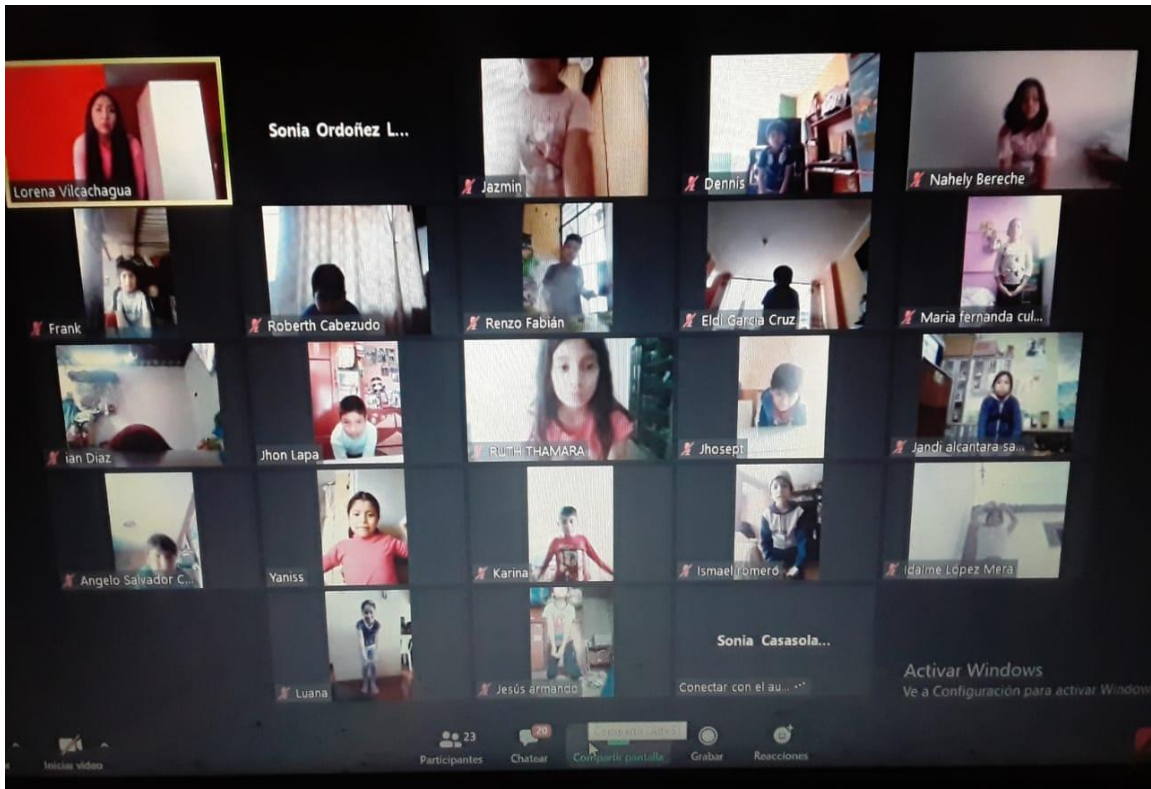 Lorena Vilcachagua
Sonia Ordoñez L...
Jazmin
Dennis
Nahely Bereche
Frank
Roberth Cabezudo
Renzo Fabián
Eldi Garcia Cruz
Maria fernanda cul...
ian Diaz
Jhon Lapa
RUTH THAMARA
Jhosept
Jandi alcantara sa...
Angelo Salvador C...
Yaniss
Karina
Ismael romero
Idalme López Mera
Luana
Jesús armando
Sonia Casasola...
Conectar con el au... ...
Activar Windows
Ve a Configuración para activar Window
Iniciar video
23
Participantes
20
Chatear
Compartir pantalla
Grabar
Reacciones